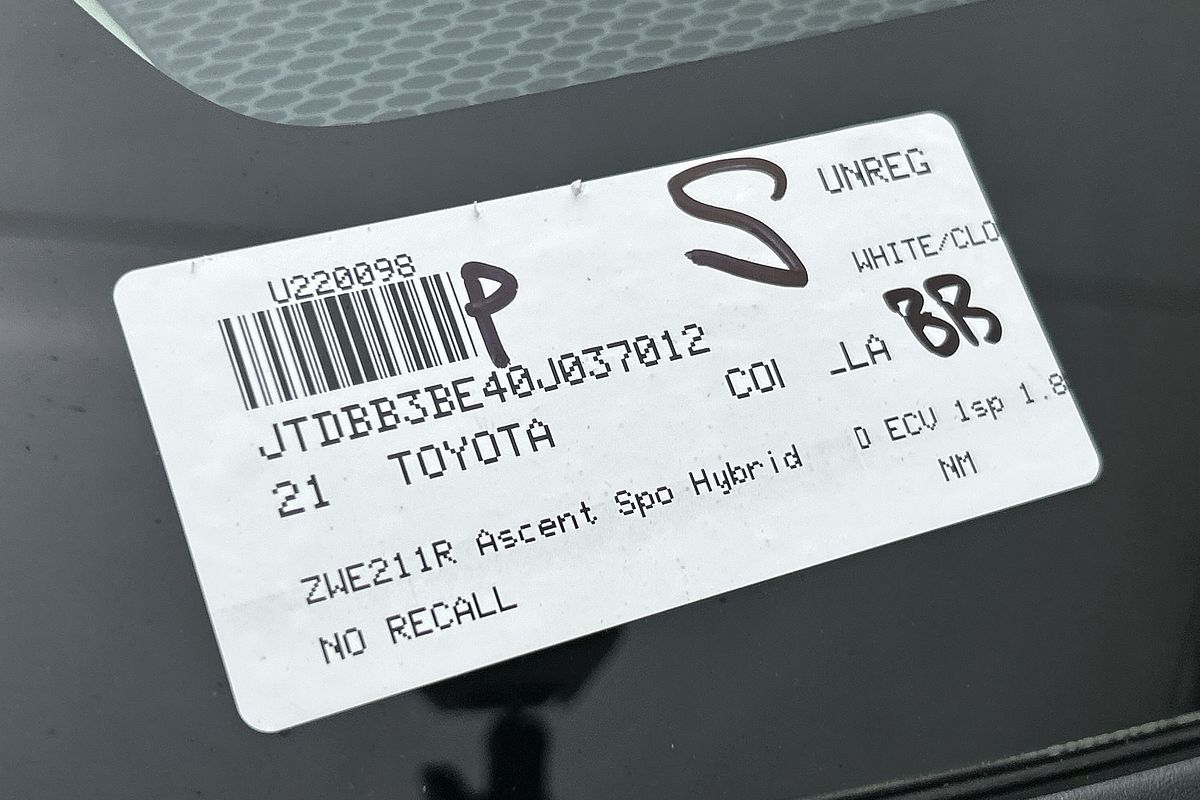 S UNREG
U220098
WHITE/CLO
P
BB
JTDBB3BE40J037012
21 TOYOTA COI _LA
ZWE211R Ascent Spo Hybrid D ECV 1sp 1.8
NO RECALL NM